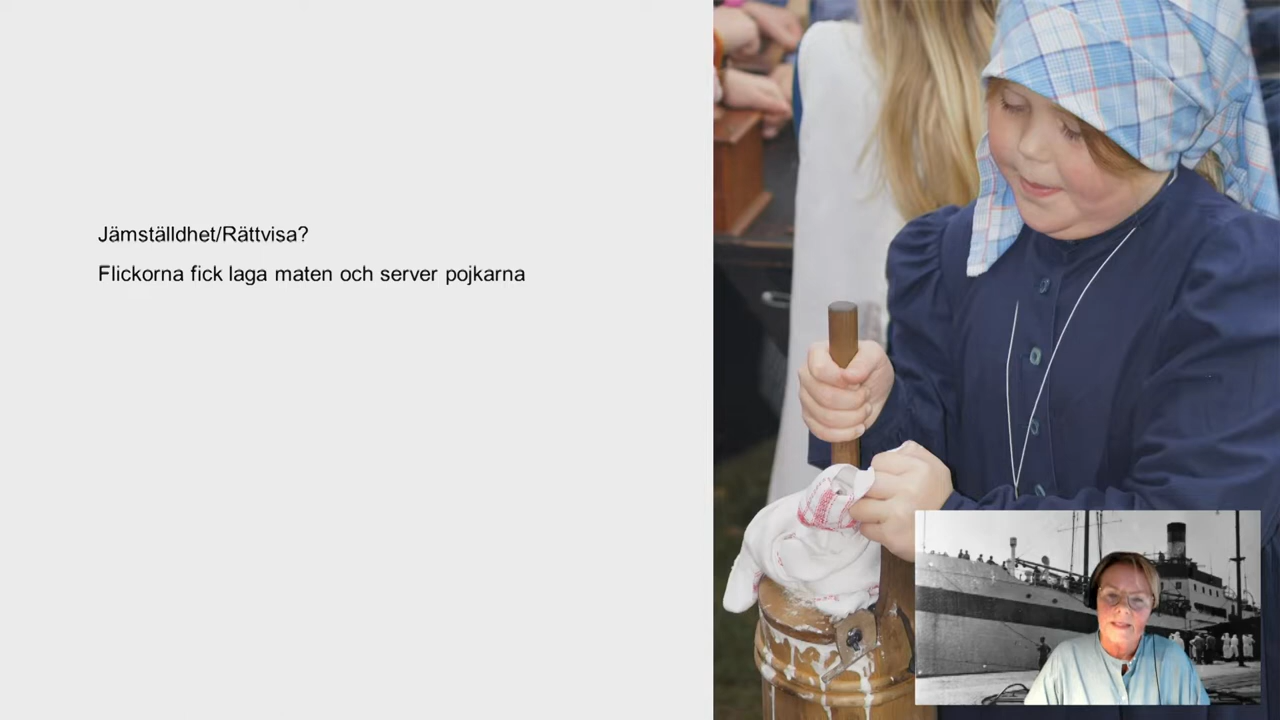 Jämställdhet/Rättvisa?
Flickorna fick laga maten och server pojkarna